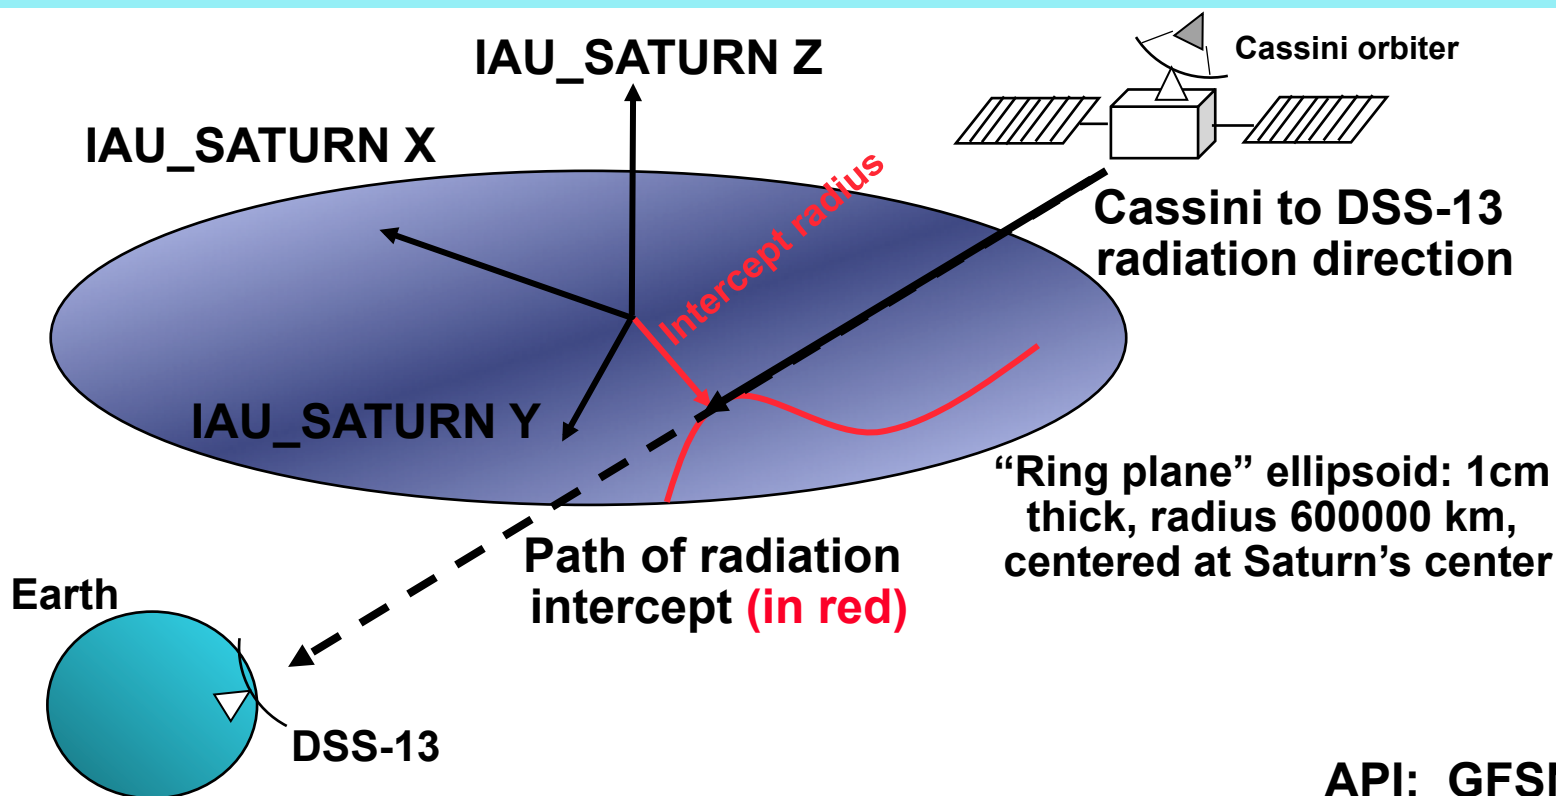 IAU_SATURN Z
Cassini orbiter
IAU_SATURN X
Intercept radius
Cassini to DSS-13
radiation direction
IAU_SATURN Y
“Ring plane” ellipsoid: 1cm
thick, radius 600000 km,
centered at Saturn’s center
Path of radiation
intercept (in red)
Earth
DSS-13
API: